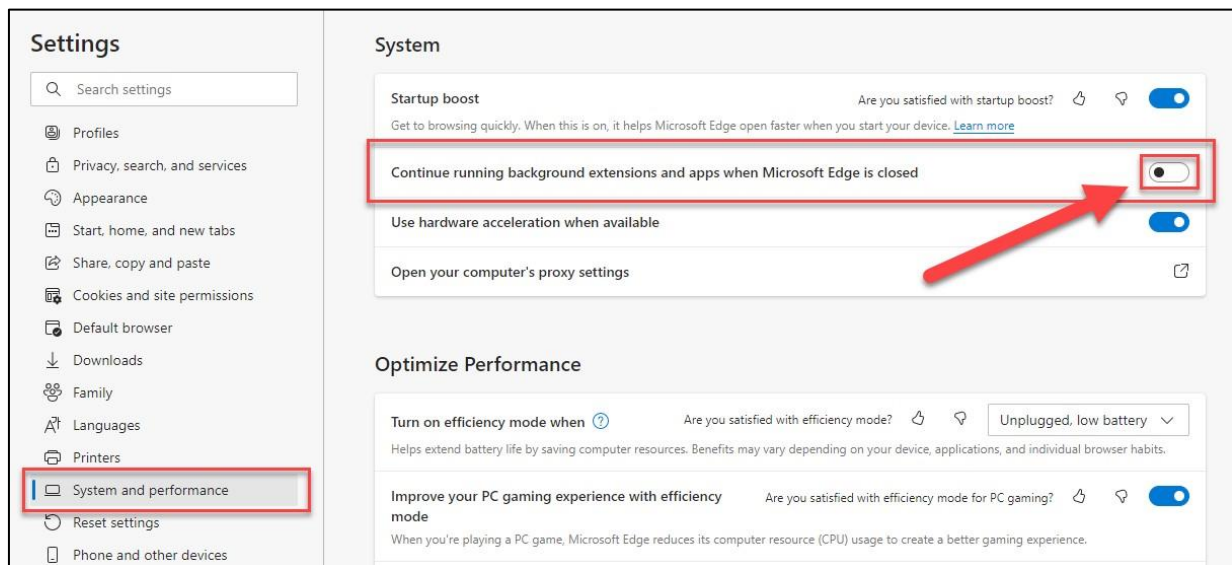 Settings
Search settings
Profiles
Privacy, search, and services
Appearance
Start, home, and new tabs
Share, copy and paste
Cookies and site permissions
Default browser
Downloads
Family
Languages
Printers
System and performance
Reset settings
Phone and other devices
System
Startup boost
Are you satisfied with startup boost?
Get to browsing quickly. When this is on, it helps Microsoft Edge open faster when you start your device. Learn more
Continue running background extensions and apps when Microsoft Edge is closed
Use hardware acceleration when available
Open your computer's proxy settings
Optimize Performance
Turn on efficiency mode when
Are you satisfied with efficiency mode?
Unplugged, low battery
Helps extend battery life by saving computer resources. Benefits may vary depending on your device, applications, and individual browser habits.
Improve your PC gaming experience with efficiency
mode
Are you satisfied with efficiency mode for PC gaming?
When you're playing a PC game, Microsoft Edge reduces its computer resource (CPU) usage to create a better gaming experience.